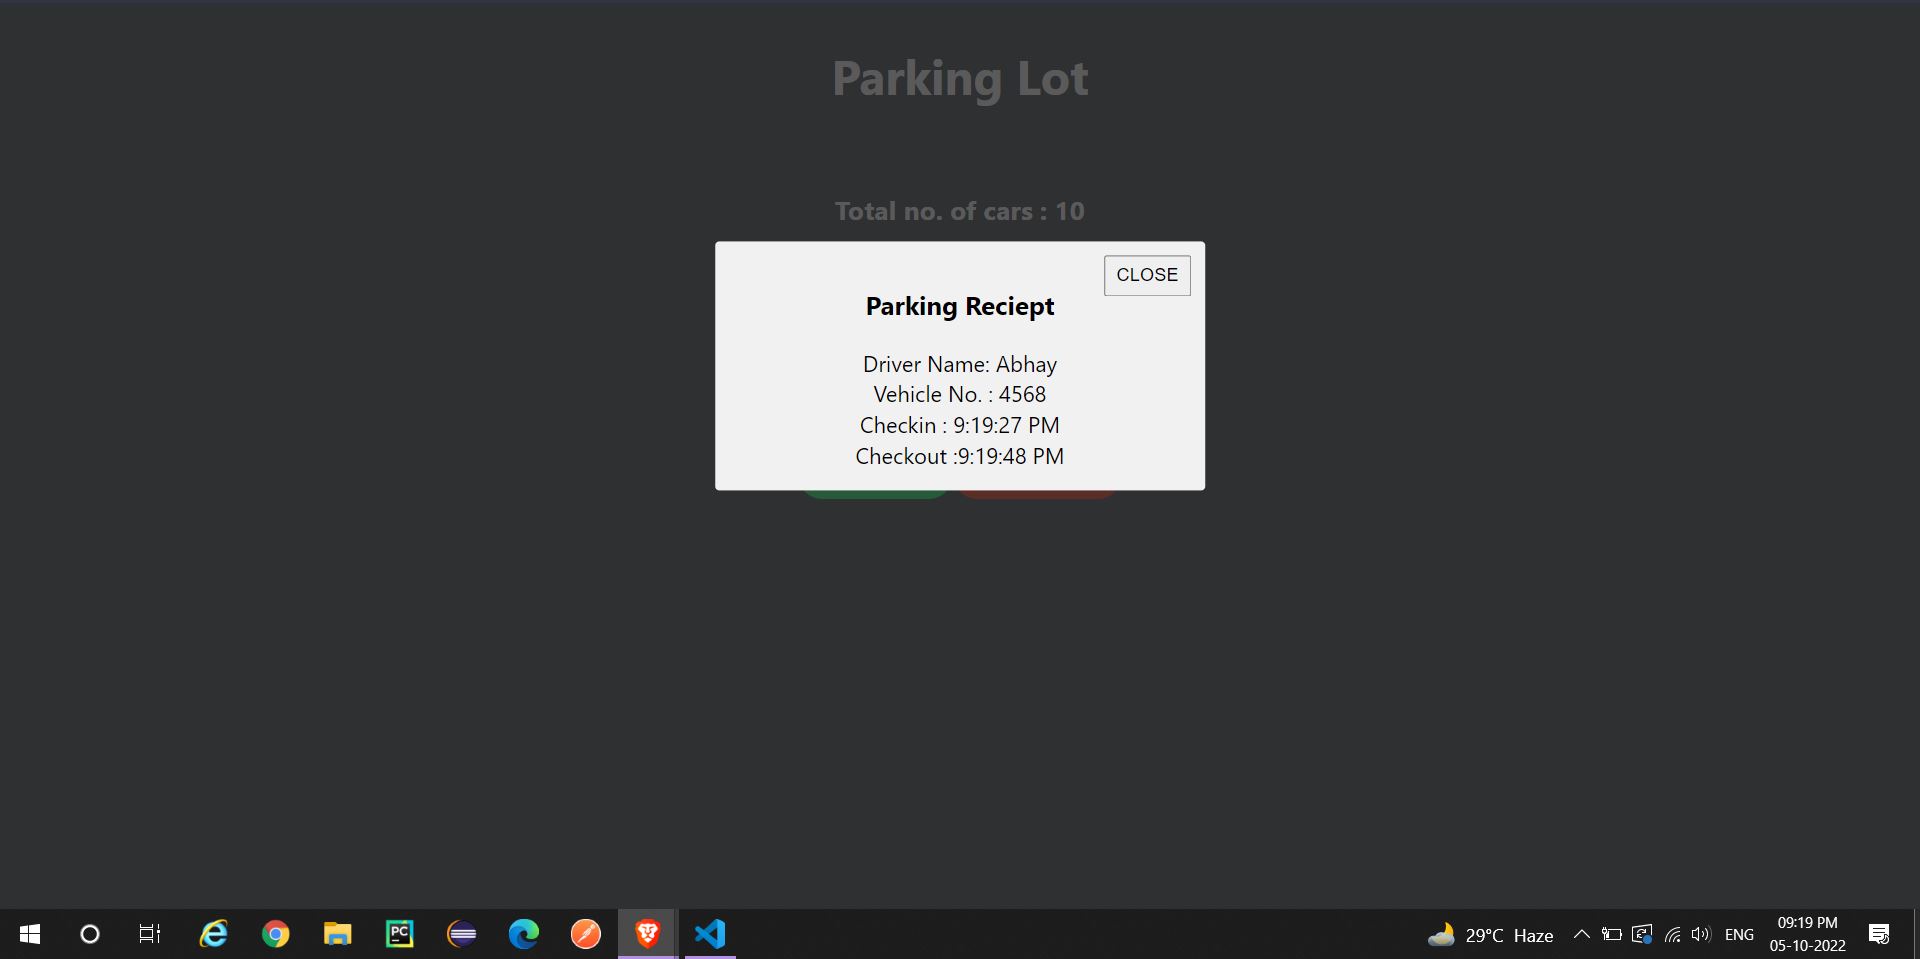 Parking Lot
Total no. of cars : 10
CLOSE
Parking Reciept
Driver Name: Abhay
Vehicle No. : 4568
Checkin : 9:19:27 PM
Checkout :9:19:48 PM
PC
29°C Haze
ENG
09:19 PM
05-10-2022